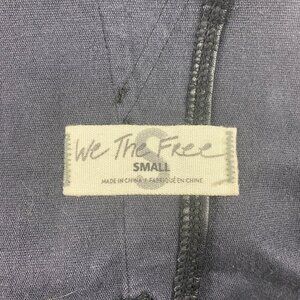 We The Free
S
SMALL
MADE IN CHINA / FABRIQUÉ EN CHINE